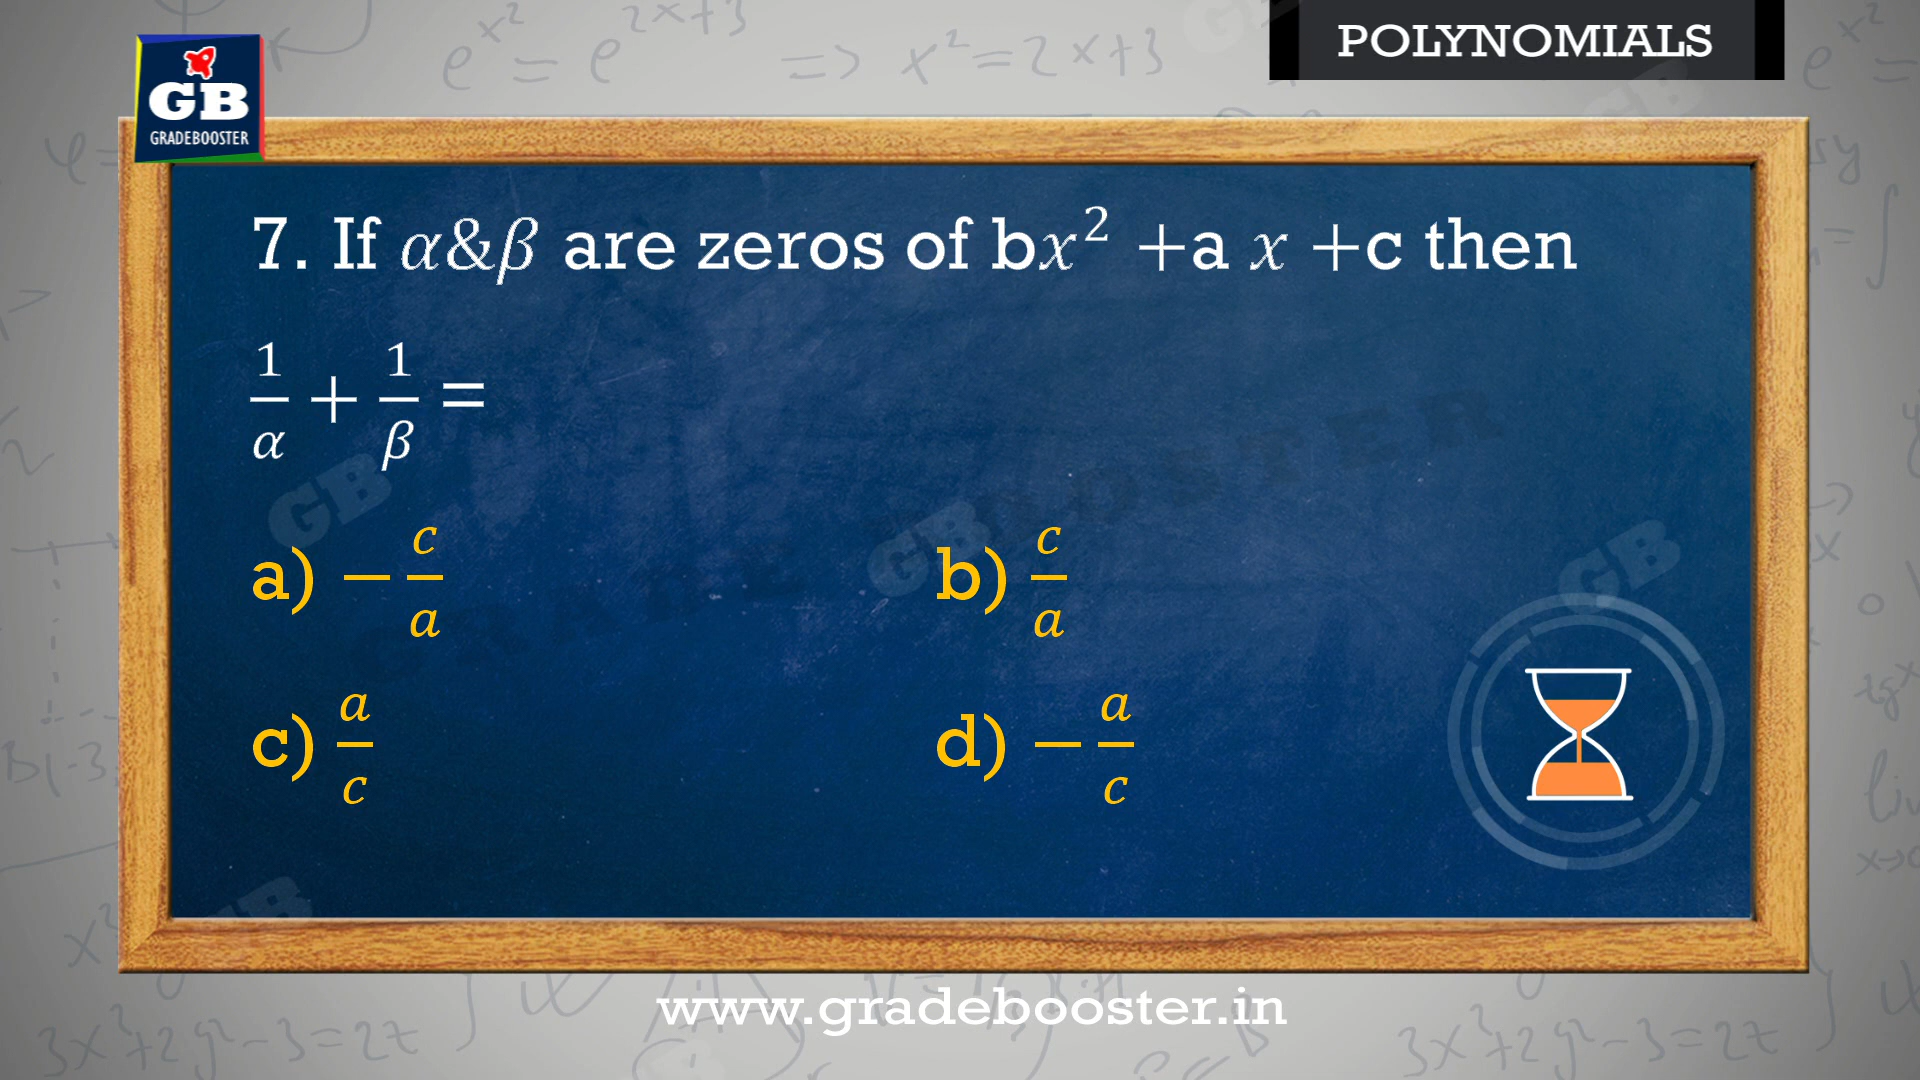 POLYNOMIALS
GB
GRADEBOOSTER
7. If 𝛼&𝛽 are zeros of b𝑥² +a 𝑥 +c then
1/𝛼 + 1/𝛽 =
a) −𝑐/𝑎 b) 𝑐/𝑎
c) 𝑎/𝑐 d) −𝑎/𝑐
www.gradebooster.in